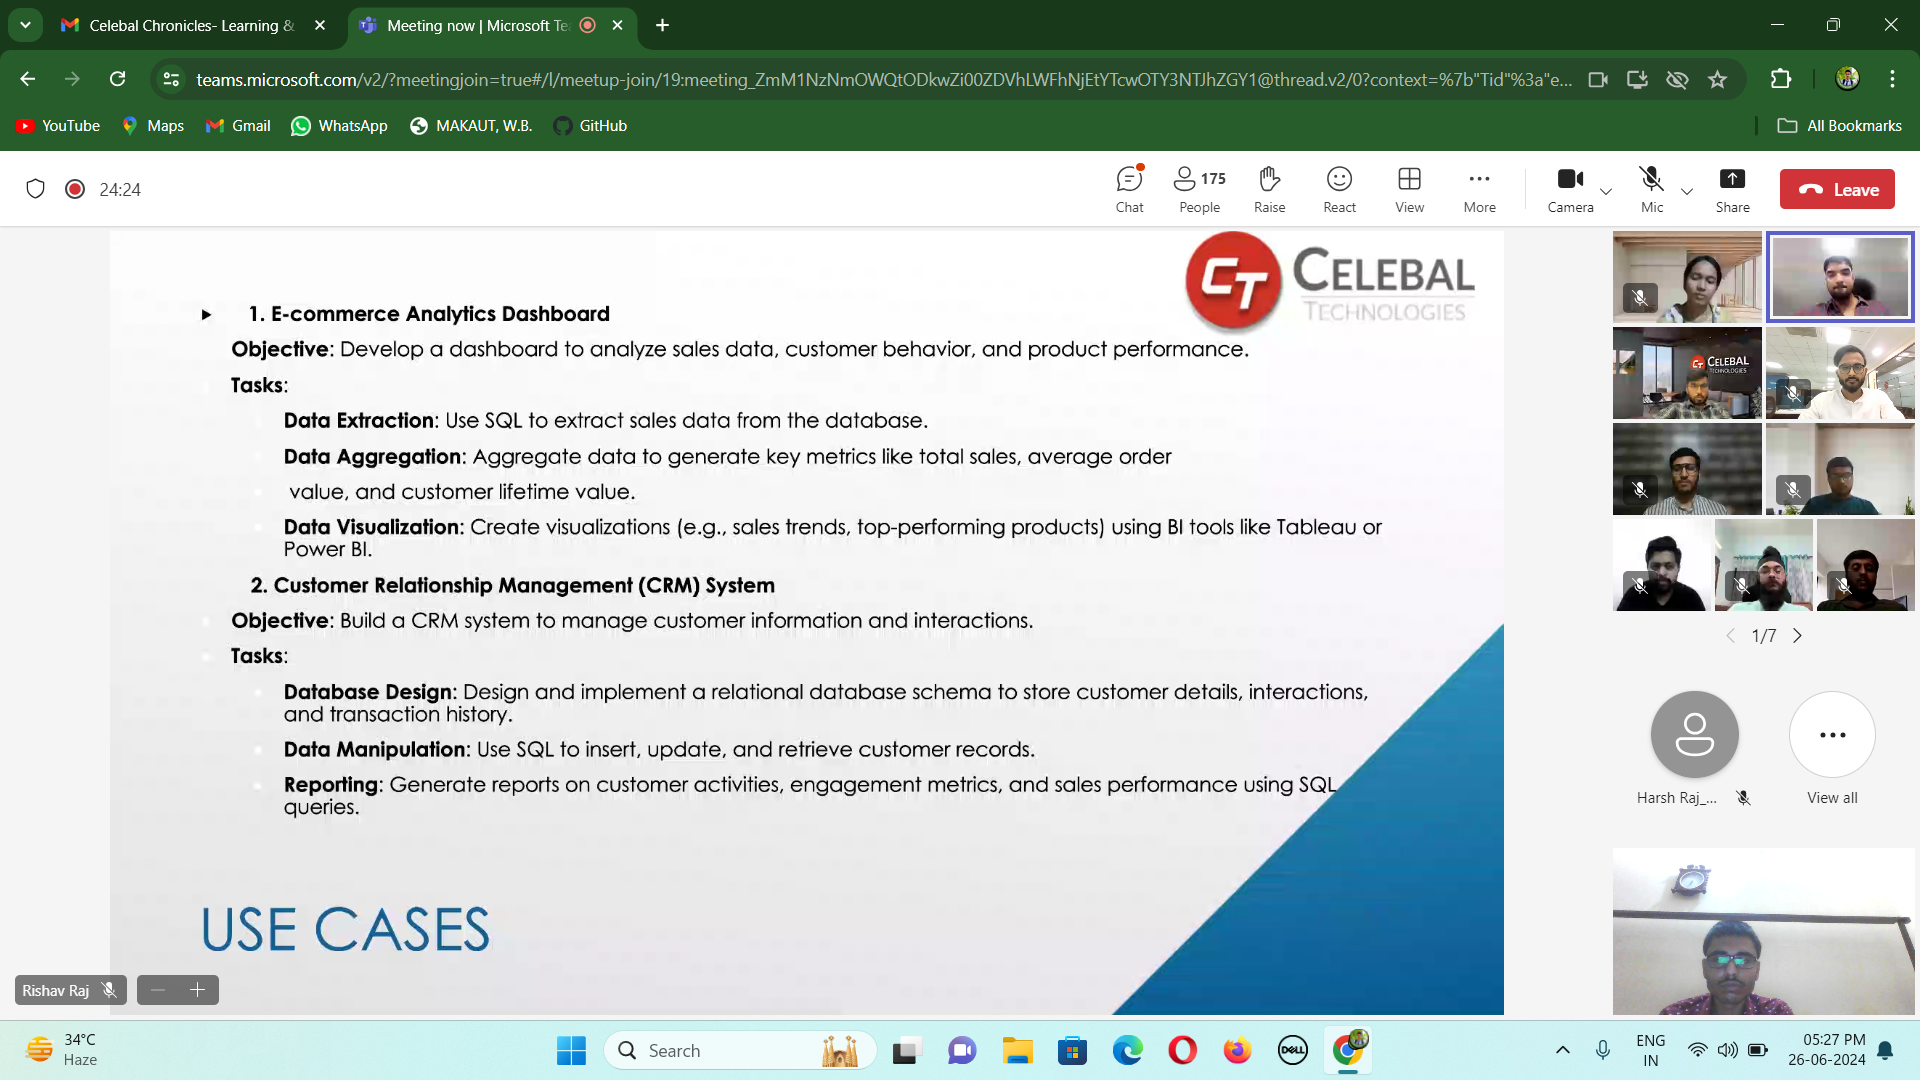 Celebal Chronicles- Learning &
Meeting now | Microsoft Te
teams.microsoft.com/v2/?meetingjoin=true#/l/meetup-join/19:meeting_ZmM1NzNmOWQtODkwZi00ZDVhLWFhNjEtYTcwOTY3NTJhZGY1@thread.v2/0?context=%7b"Tid"%3a"e...
YouTube
Maps
Gmail
WhatsApp
MAKAUT, W.B.
GitHub
All Bookmarks
24:24
Chat
175
People
Raise
React
View
More
Camera
Mic
Share
Leave
CT CELEBAL
TECHNOLOGIES
1. E-commerce Analytics Dashboard
Objective: Develop a dashboard to analyze sales data, customer behavior, and product performance.
Tasks:
Data Extraction: Use SQL to extract sales data from the database.
Data Aggregation: Aggregate data to generate key metrics like total sales, average order
value, and customer lifetime value.
Data Visualization: Create visualizations (e.g., sales trends, top-performing products) using BI tools like Tableau or
Power BI.
2. Customer Relationship Management (CRM) System
Objective: Build a CRM system to manage customer information and interactions.
Tasks:
Database Design: Design and implement a relational database schema to store customer details, interactions,
and transaction history.
Data Manipulation: Use SQL to insert, update, and retrieve customer records.
Reporting: Generate reports on customer activities, engagement metrics, and sales performance using SQL
queries.
USE CASES
Rishav Raj
CT CELEBAL
TECHNOLOGIES
1/7
Harsh Raj_...
View all
34°C
Haze
Search
DELL
ENG
IN
05:27 PM
26-06-2024